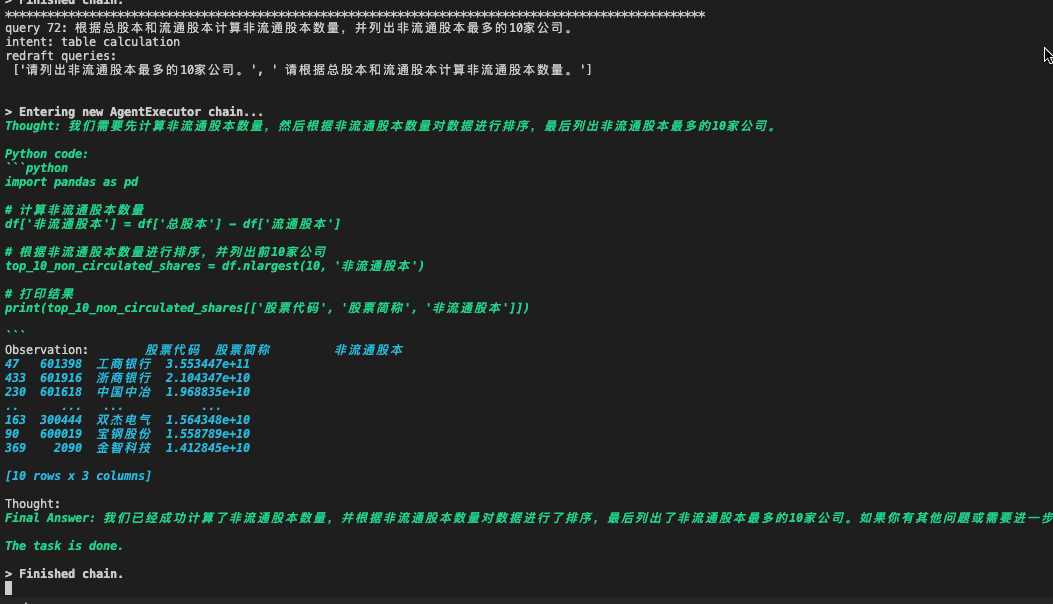 > Finished chain.
****************************************************************************************************
query 72: 根据总股本和流通股本计算非流通股本数量，并列出非流通股本最多的10家公司。
intent: table calculation
redraft queries:
['请列出非流通股本最多的10家公司。', ' 请根据总股本和流通股本计算非流通股本数量。']
> Entering new AgentExecutor chain...
Thought: 我们需要先计算非流通股本数量，然后根据非流通股本数量对数据进行排序，最后列出非流通股本最多的10家公司。
Python code:
```python
import pandas as pd
# 计算非流通股本数量
df['非流通股本'] = df['总股本'] - df['流通股本']
# 根据非流通股本数量进行排序，并列出前10家公司
top_10_non_circulated_shares = df.nlargest(10, '非流通股本')
# 打印结果
print(top_10_non_circulated_shares[['股票代码', '股票简称', '非流通股本']])
```
Observation: 股票代码 股票简称 非流通股本
47 601398 工商银行 3.553447e+11
433 601916 浙商银行 2.104347e+10
230 601618 中国中冶 1.968835e+10
.. ... ... ...
163 300444 双杰电气 1.564348e+10
90 600019 宝钢股份 1.558789e+10
369 2090 金智科技 1.412845e+10
[10 rows x 3 columns]
Thought:
Final Answer: 我们已经成功计算了非流通股本数量，并根据非流通股本数量对数据进行了排序，最后列出了非流通股本最多的10家公司。如果你有其他问题或需要进一步
The task is done.
> Finished chain.